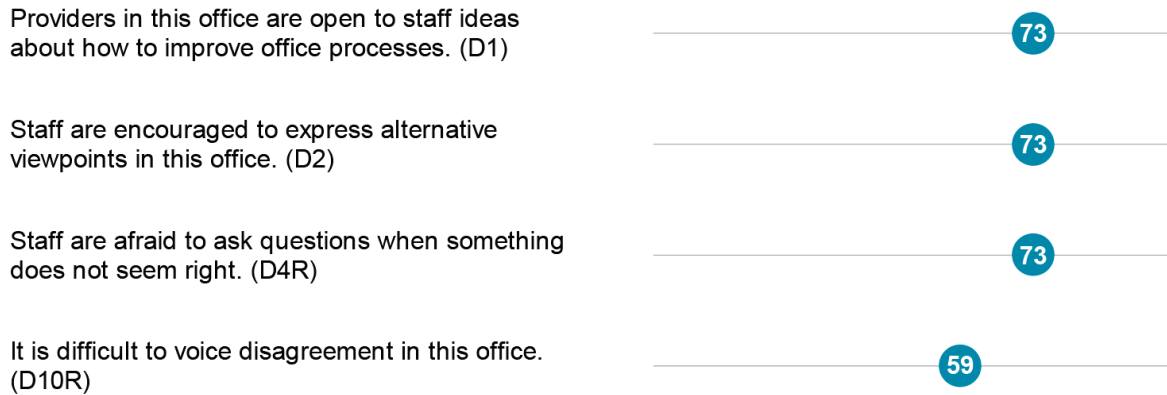 Providers in this office are open to staff ideas
about how to improve office processes. (D1)
73
Staff are encouraged to express alternative
viewpoints in this office. (D2)
73
Staff are afraid to ask questions when something
does not seem right. (D4R)
73
It is difficult to voice disagreement in this office.
(D10R)
59